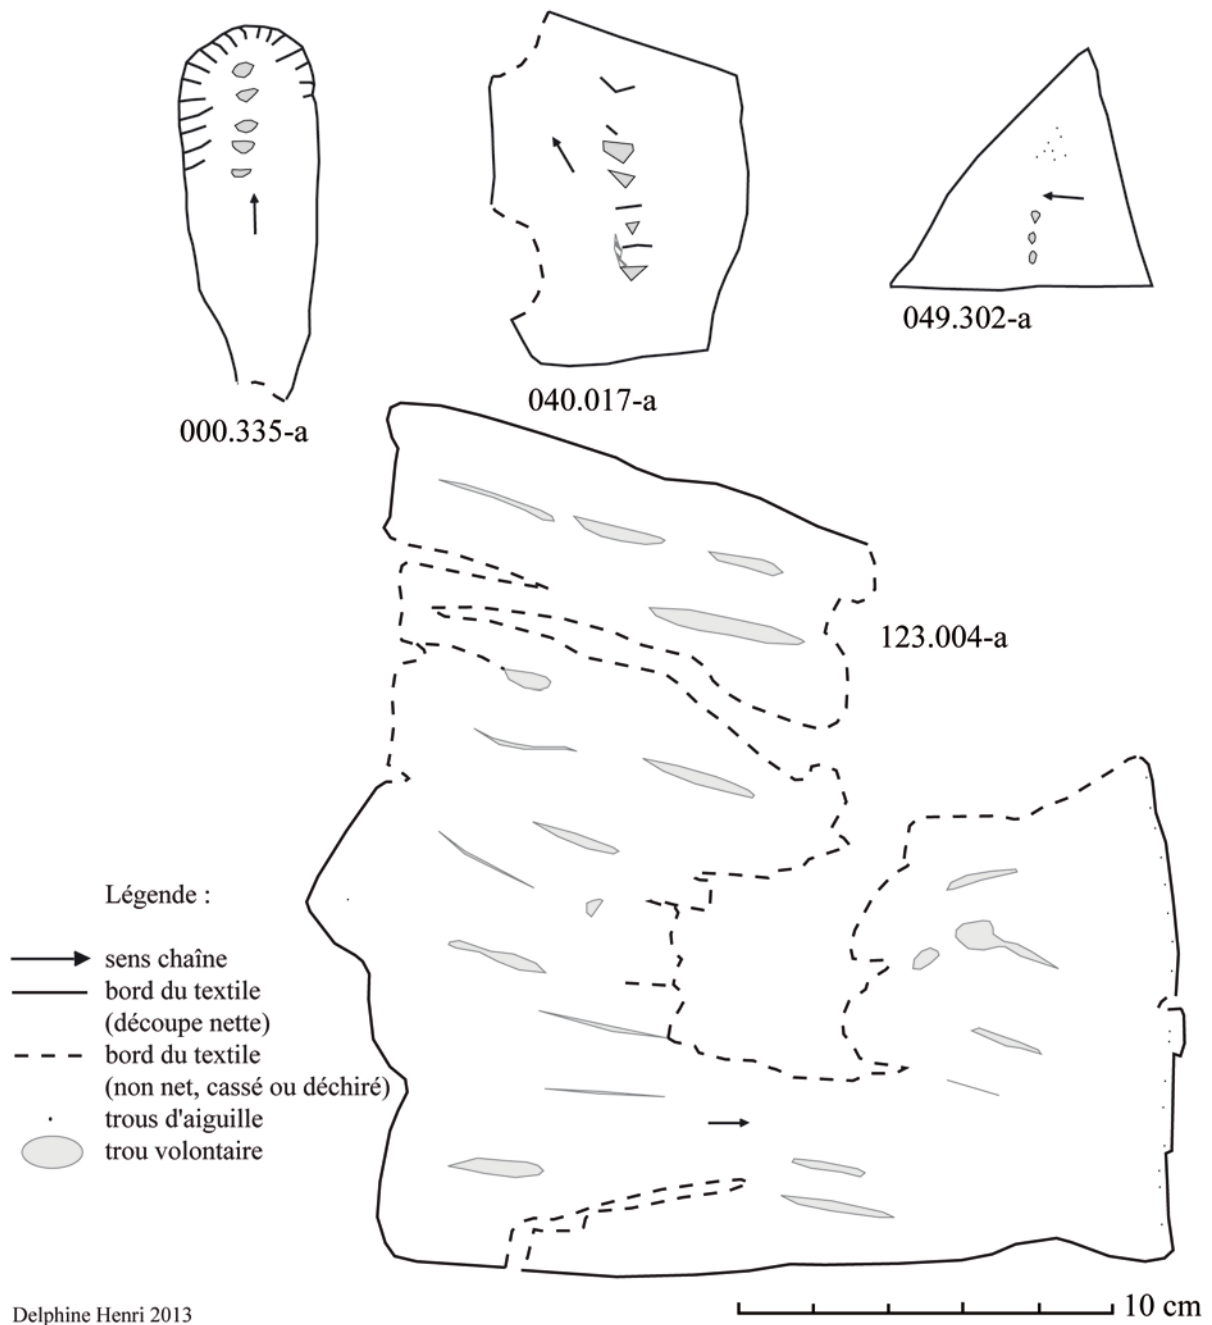 049.302-a
040.017-a
000.335-a
123.004-a
Légende :
sens chaîne
bord du textile
(découpe nette)
bord du textile
(non net, cassé ou déchiré)
trous d'aiguille
trou volontaire
10 cm
Delphine Henri 2013